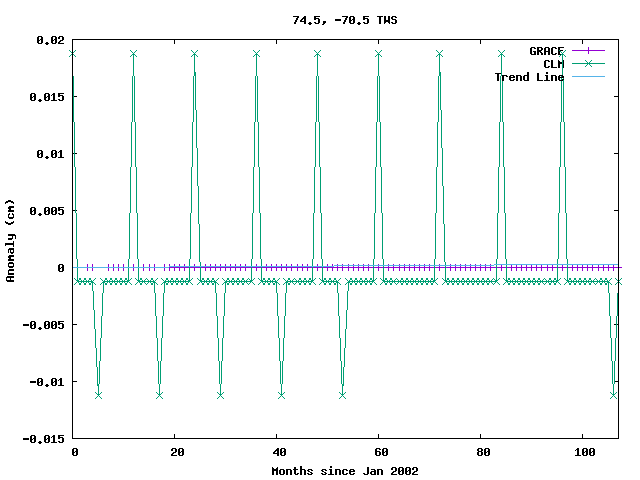 74.5, -70.5 TWS
0.02
GRACE
CLM
Trend Line
0.015
0.01
0.005
0
-0.005
-0.01
-0.015
Anomaly (cm)
0 20 40 60 80 100
Months since Jan 2002